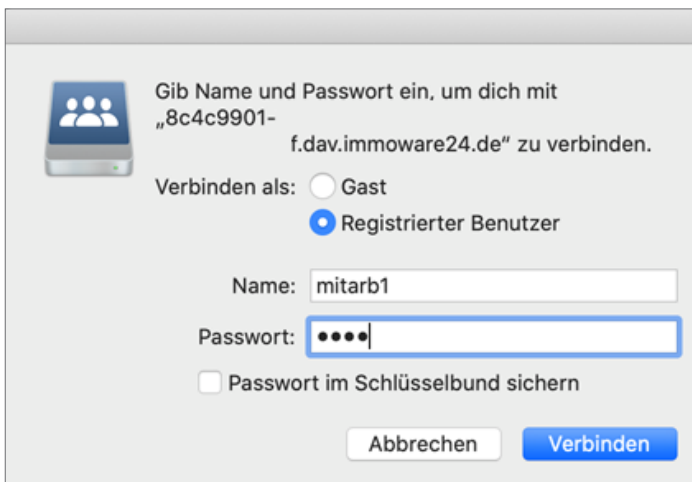 Gib Name und Passwort ein, um dich mit
„8c4c9901-
f.dav.immoware24.de“ zu verbinden.
Verbinden als: Gast
Registrierter Benutzer
Name: mitarb1
Passwort: ••••
Passwort im Schlüsselbund sichern
Abbrechen Verbinden